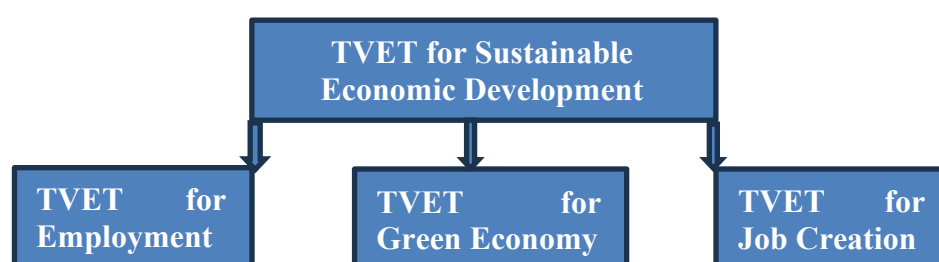 TVET for Sustainable
Economic Development
TVET for
Employment
TVET for
Green Economy
TVET for
Job Creation